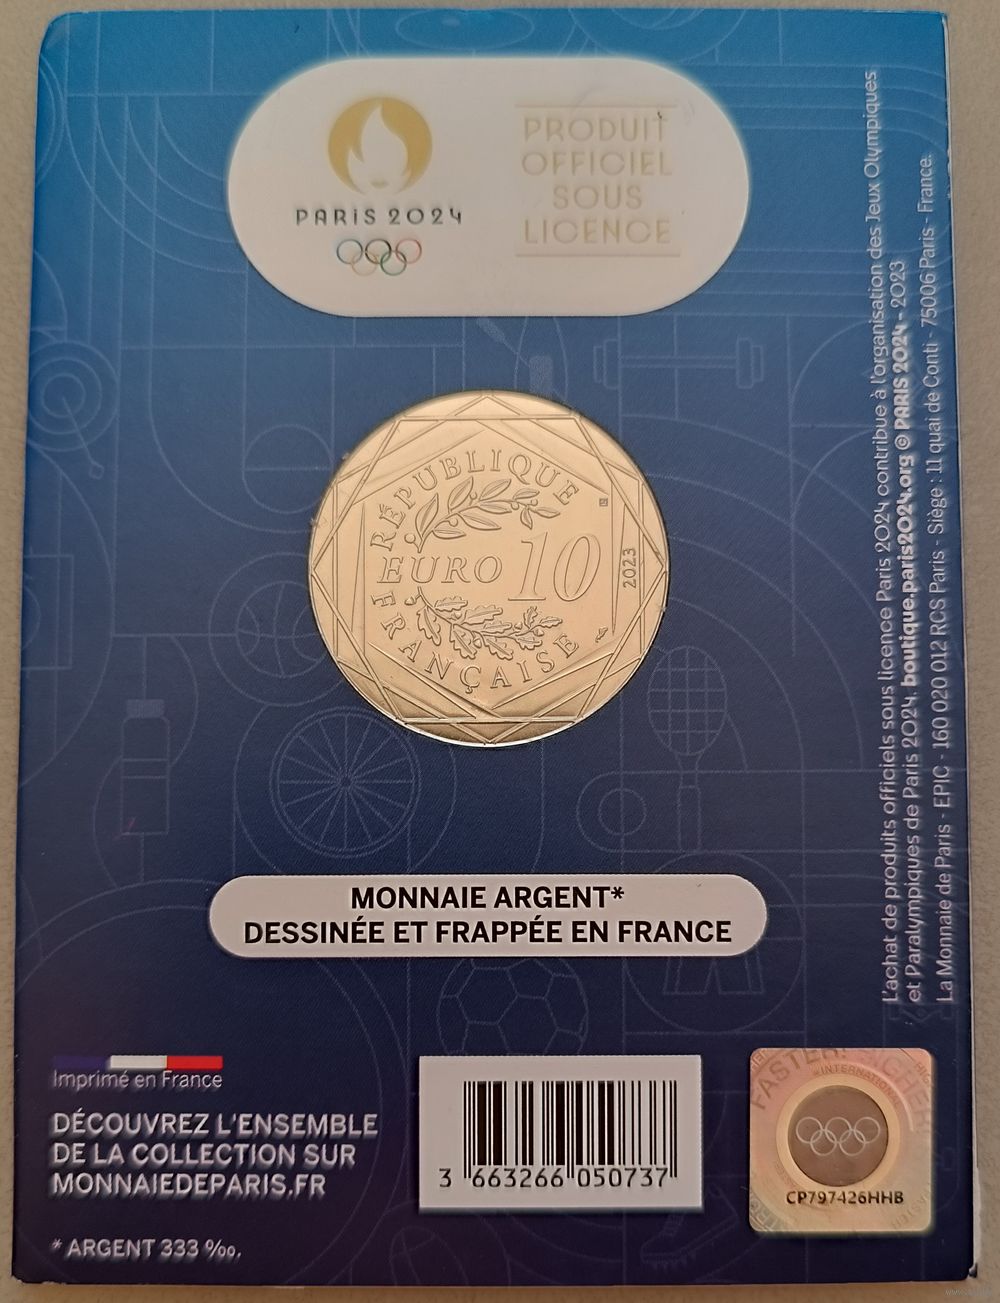 PARIS 2024
PRODUIT
OFFICIEL
SOUS
LICENCE
RÉPUBLIQUE
EURO 10
2023
FRANÇAISE
MONNAIE ARGENT*
DESSINÉE ET FRAPPÉE EN FRANCE
L'achat de produits officiels sous licence Paris 2024 contribue à l'organisation des Jeux Olympiques
et Paralympiques de Paris 2024. boutique.paris2024.org © PARIS 2024 - 2023
La Monnaie de Paris - EPIC - 160 020 012 RCS Paris - Siège : 11 quai de Conti - 75006 Paris - France.
Imprimé en France
DÉCOUVREZ L'ENSEMBLE
DE LA COLLECTION SUR
MONNAIEDEPARIS.FR
* ARGENT 333 ‰.
3 663266 050737
FASTER!
INTERNATIONAL
CP797426HHB